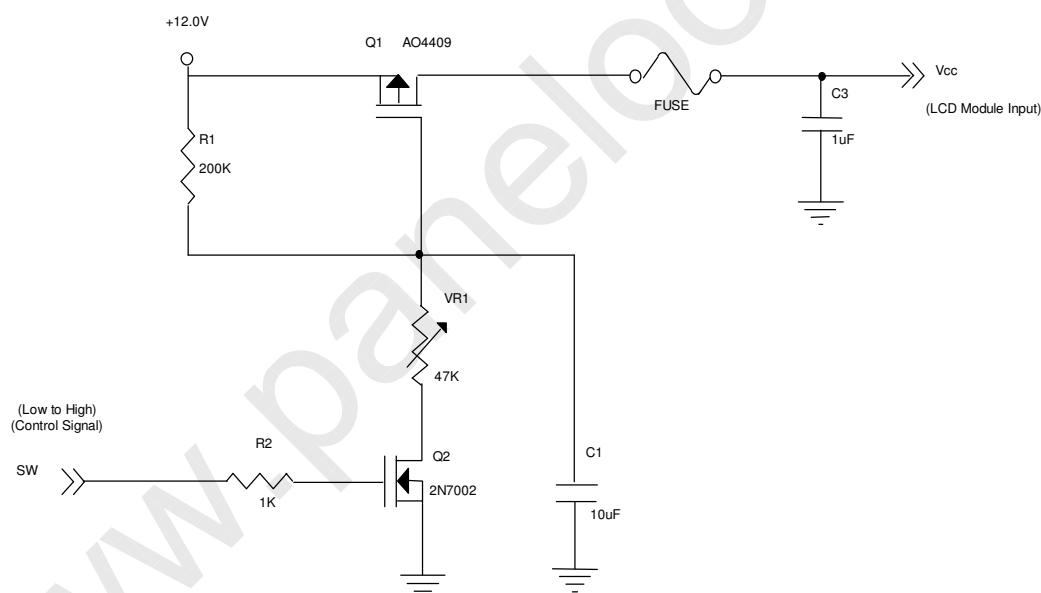 +12.0V
Q1 AO4409
Vcc
FUSE
C3
(LCD Module Input)
R1
1uF
200K
VR1
47K
(Low to High)
(Control Signal)
R2
Q2
C1
SW
2N7002
1K
10uF
www.paneloo